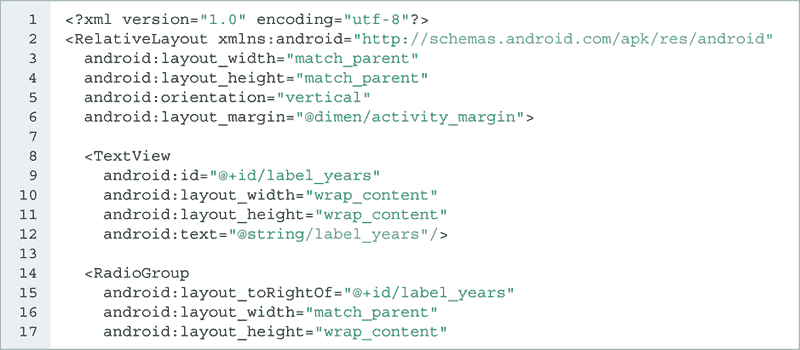 1 <?xml version="1.0" encoding="utf-8"?>
2 <RelativeLayout xmlns:android="http://schemas.android.com/apk/res/android"
3 android:layout_width="match_parent"
4 android:layout_height="match_parent"
5 android:orientation="vertical"
6 android:layout_margin="@dimen/activity_margin">
7
8 <TextView
9 android:id="@+id/label_years"
10 android:layout_width="wrap_content"
11 android:layout_height="wrap_content"
12 android:text="@string/label_years"/>
13
14 <RadioGroup
15 android:layout_toRightOf="@+id/label_years"
16 android:layout_width="match_parent"
17 android:layout_height="wrap_content"